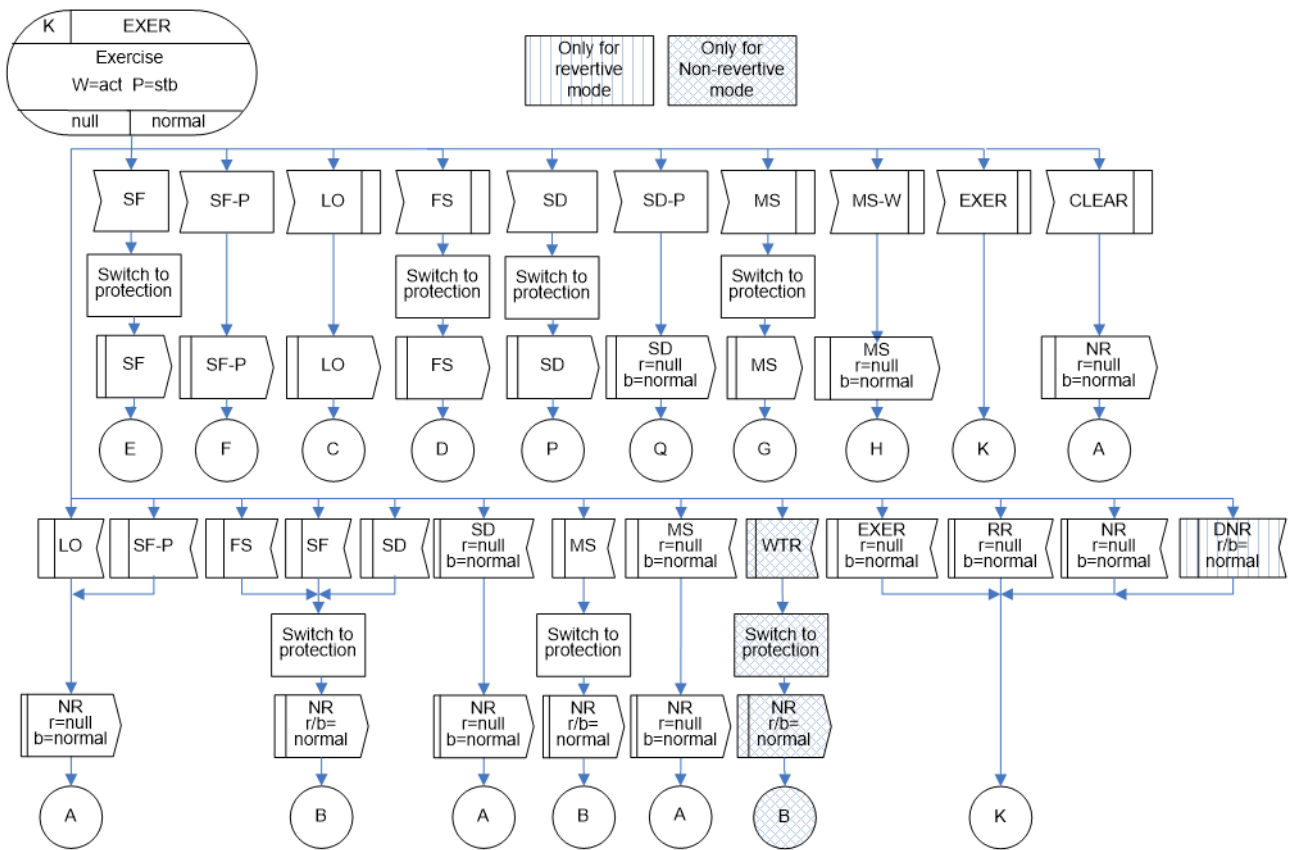 K EXER
Exercise
W=act P=stb
null normal
Only for
revertive
mode
Only for
Non-revertive
mode
SF SF-P LO FS SD SD-P MS MS-W EXER CLEAR
Switch to
protection
Switch to
protection
Switch to
protection
Switch to
protection
SF
SF-P
LO
FS
SD
SD
r=null
b=normal
MS
MS
r=null
b=normal
NR
r=null
b=normal
E F C D P Q G H K A
LO
SF-P
FS
SF
SD
SD
r=null
b=normal
MS
MS
r=null
b=normal
WTR
EXER
r=null
b=normal
RR
r=null
b=normal
NR
r=null
b=normal
DNR
r/b=
normal
Switch to
protection
Switch to
protection
Switch to
protection
NR
r=null
b=normal
NR
r/b=
normal
NR
r=null
b=normal
NR
r/b=
normal
NR
r=null
b=normal
NR
r/b=
normal
A B A B A B K